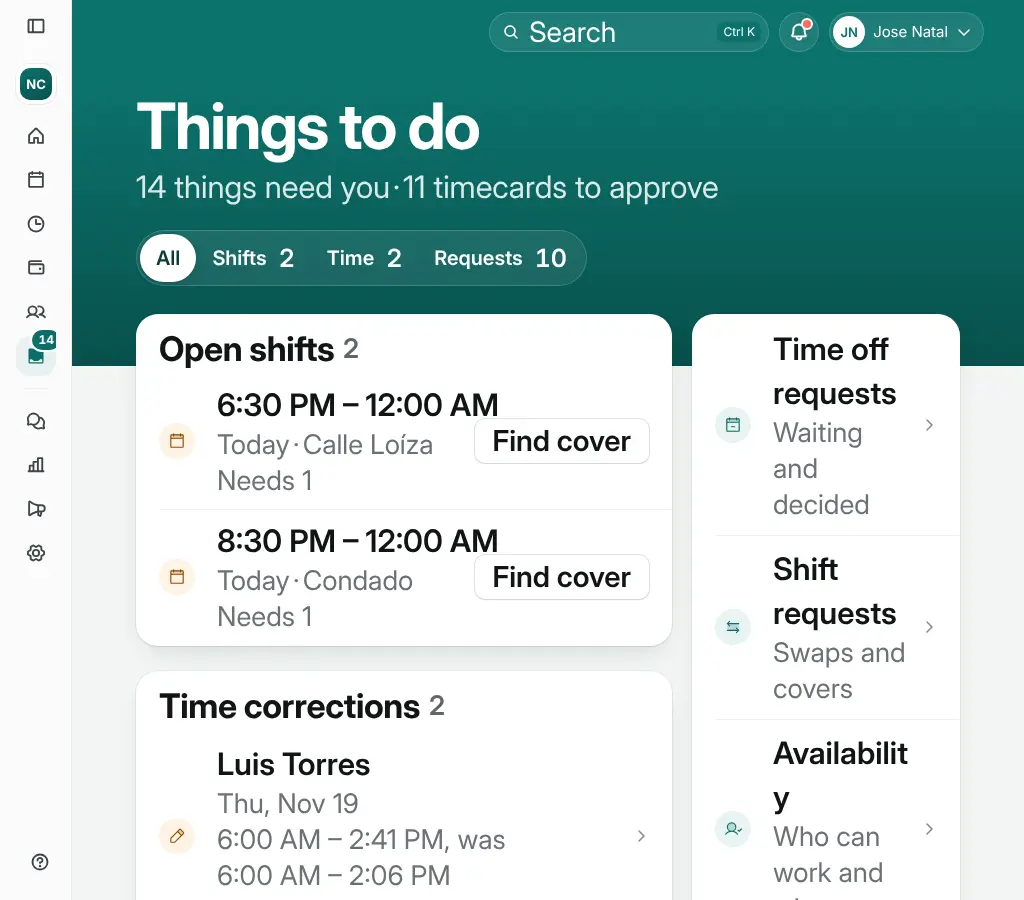 Search
Ctrl K
JN
Jose Natal
NC
14
Things to do
14 things need you · 11 timecards to approve
All
Shifts 2
Time 2
Requests 10
Open shifts 2
6:30 PM – 12:00 AM
Today · Calle Loíza
Needs 1
Find cover
8:30 PM – 12:00 AM
Today · Condado
Needs 1
Find cover
Time corrections 2
Luis Torres
Thu, Nov 19
6:00 AM – 2:41 PM, was
6:00 AM – 2:06 PM
Time off
requests
Waiting
and
decided
Shift
requests
Swaps and
covers
Availabilit
y
Who can
work and